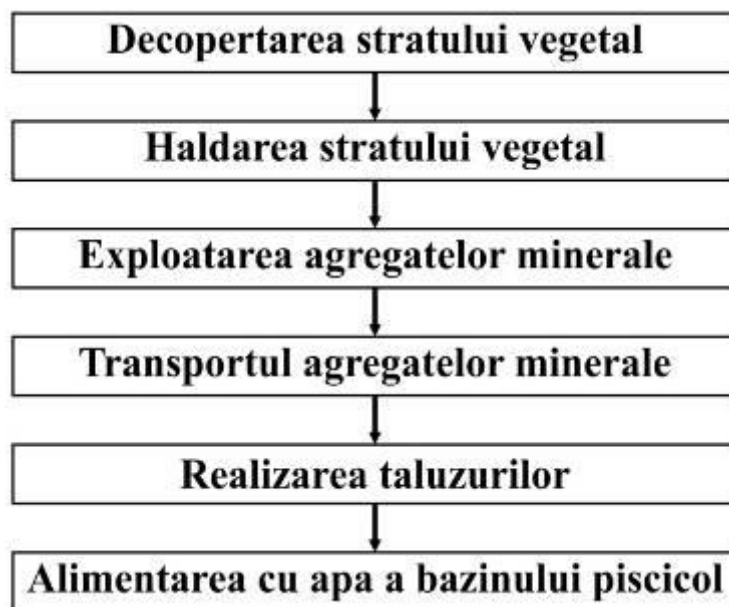 Decopertarea stratului vegetal
Haldarea stratului vegetal
Exploatarea agregatelor minerale
Transportul agregatelor minerale
Realizarea taluzurilor
Alimentarea cu apa a bazinului piscicol